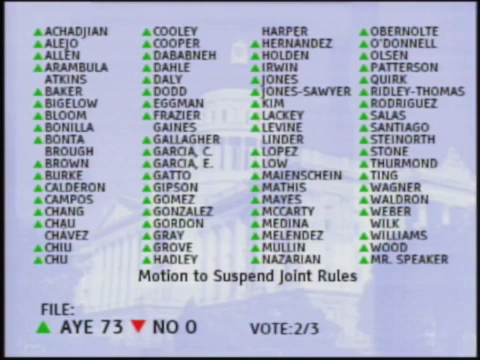 ACHADJIAN COOLEY HARPER OBERNOLTE
ALEJO COOPER HERNANDEZ O'DONNELL
ALLEN DABABNEH HOLDEN OLSEN
ARAMBULA DAHLE IRWIN PATTERSON
ATKINS DALY JONES QUIRK
BAKER DODD JONES-SAWYER RIDLEY-THOMAS
BIGELOW EGGMAN KIM RODRIGUEZ
BLOOM FRAZIER LACKEY SALAS
BONILLA GAINES LEVINE SANTIAGO
BONTA GALLAGHER LINDER STEINORTH
BROUGH GARCIA, C. LOPEZ STONE
BROWN GARCIA, E. LOW THURMOND
BURKE GATTO MAIENSCHEIN TING
CALDERON GIPSON MATHIS WAGNER
CAMPOS GOMEZ MAYES WALDRON
CHANG GONZALEZ MCCARTY WEBER
CHAU GORDON MEDINA WILK
CHÁVEZ GRAY MELENDEZ WILLIAMS
CHIU GROVE MULLIN WOOD
CHU HADLEY NAZARIAN MR. SPEAKER
Motion to Suspend Joint Rules
FILE:
AYE 73 NO 0 VOTE:2/3